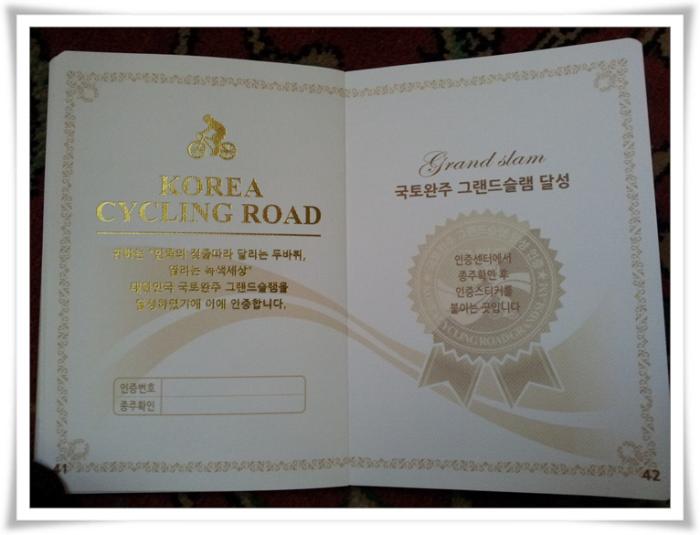 KOREA
CYCLING ROAD
귀하는 "민족의 젖줄따라 달리는 두바퀴,
열리는 녹색세상"
대한민국 국토완주 그랜드슬램을
달성하였기에 이에 인증합니다.
인증번호
종주확인
41
Grand slam
국토완주 그랜드슬램 달성
인증센터에서
종주확인 후
인증스티커를
붙이는 곳입니다
CYCLING ROAD GRAND SLAM
42